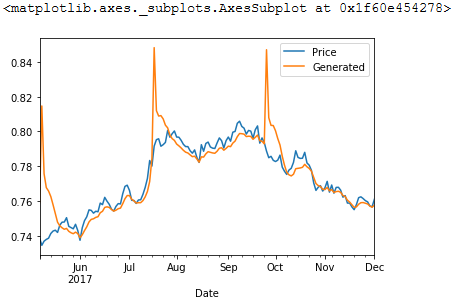 <matplotlib.axes._subplots.AxesSubplot at 0x1f60e454278>
Price
Generated
0.84
0.82
0.80
0.78
0.76
0.74
Jun Jul Aug Sep Oct Nov Dec
2017
Date